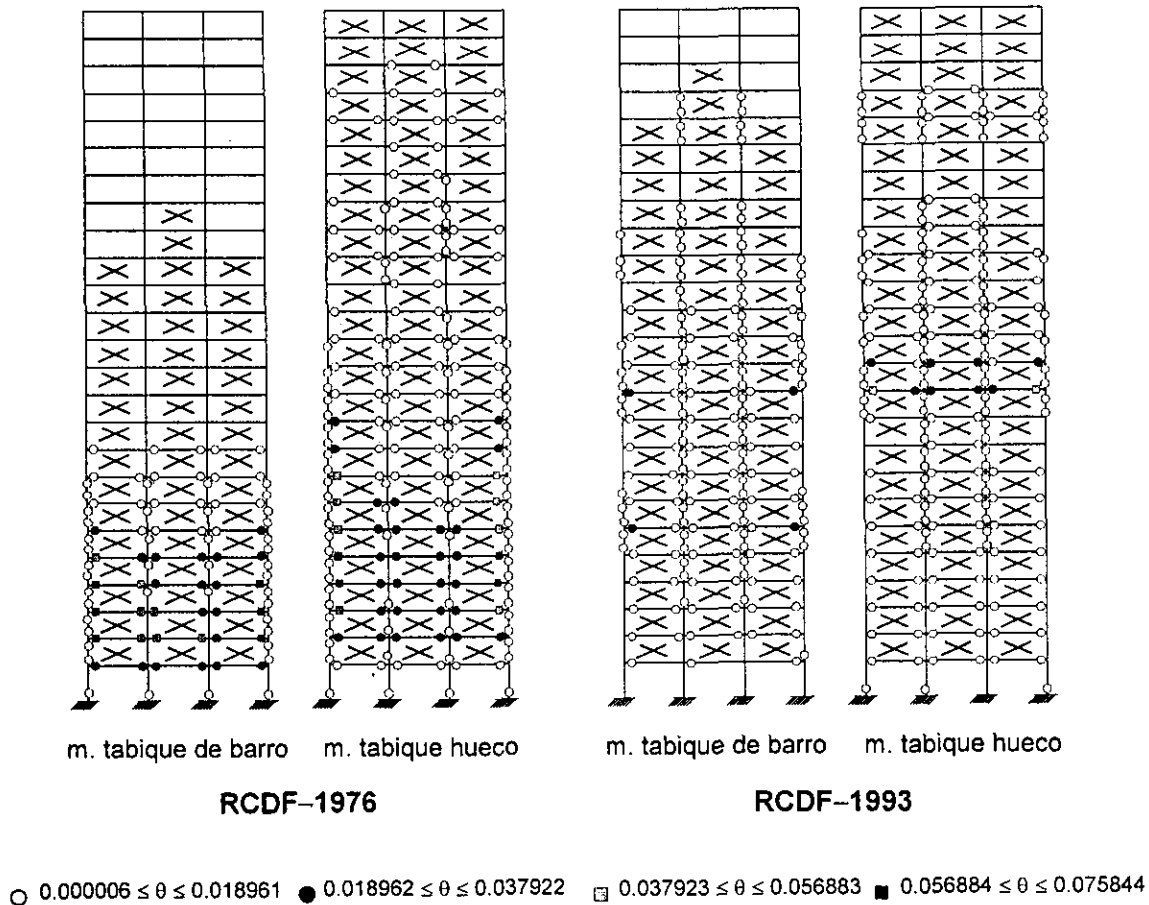 m. tabique de barro m. tabique hueco m. tabique de barro m. tabique hueco
RCDF–1976 RCDF–1993
0.000006 ≤ θ ≤ 0.018961 0.018962 ≤ θ ≤ 0.037922 0.037923 ≤ θ ≤ 0.056883 0.056884 ≤ θ ≤ 0.075844